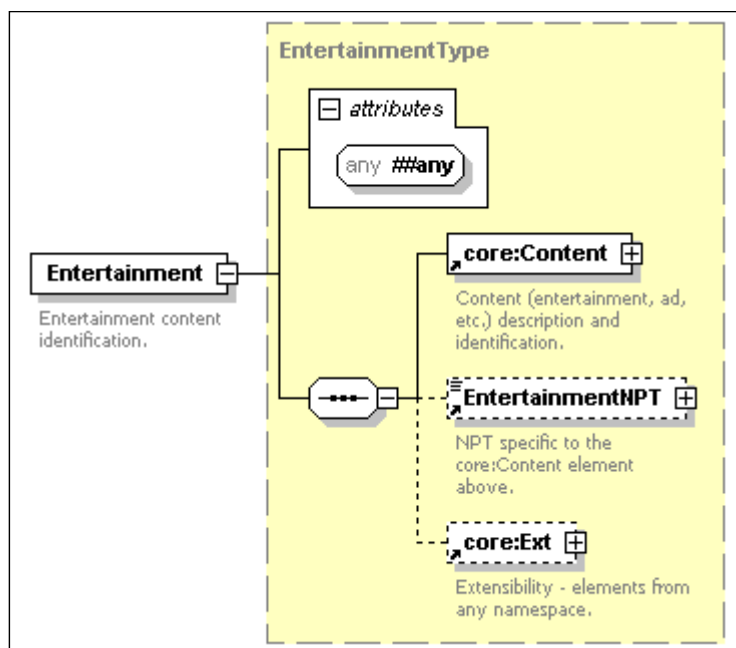 EntertainmentType
attributes
any ##any
Entertainment
Entertainment content
identification.
core:Content
Content (entertainment, ad,
etc.) description and
identification.
EntertainmentNPT
NPT specific to the
core:Content element
above.
core:Ext
Extensibility - elements from
any namespace.